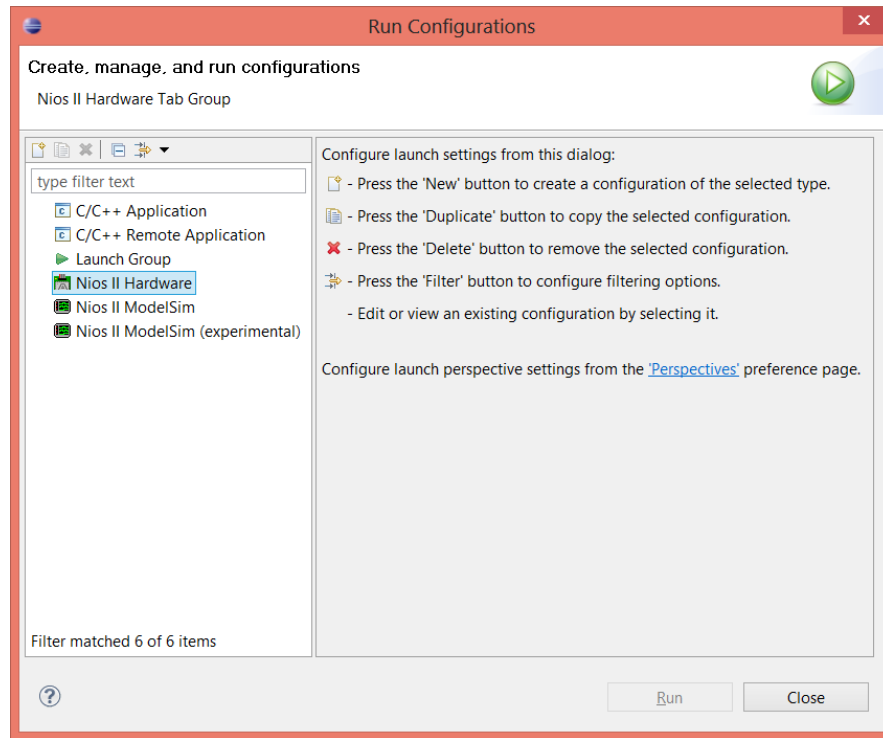 Run Configurations
Create, manage, and run configurations
Nios II Hardware Tab Group
type filter text
C/C++ Application
C/C++ Remote Application
Launch Group
Nios II Hardware
Nios II ModelSim
Nios II ModelSim (experimental)
Filter matched 6 of 6 items
Configure launch settings from this dialog:
- Press the 'New' button to create a configuration of the selected type.
- Press the 'Duplicate' button to copy the selected configuration.
- Press the 'Delete' button to remove the selected configuration.
- Press the 'Filter' button to configure filtering options.
- Edit or view an existing configuration by selecting it.
Configure launch perspective settings from the 'Perspectives' preference page.
Run
Close